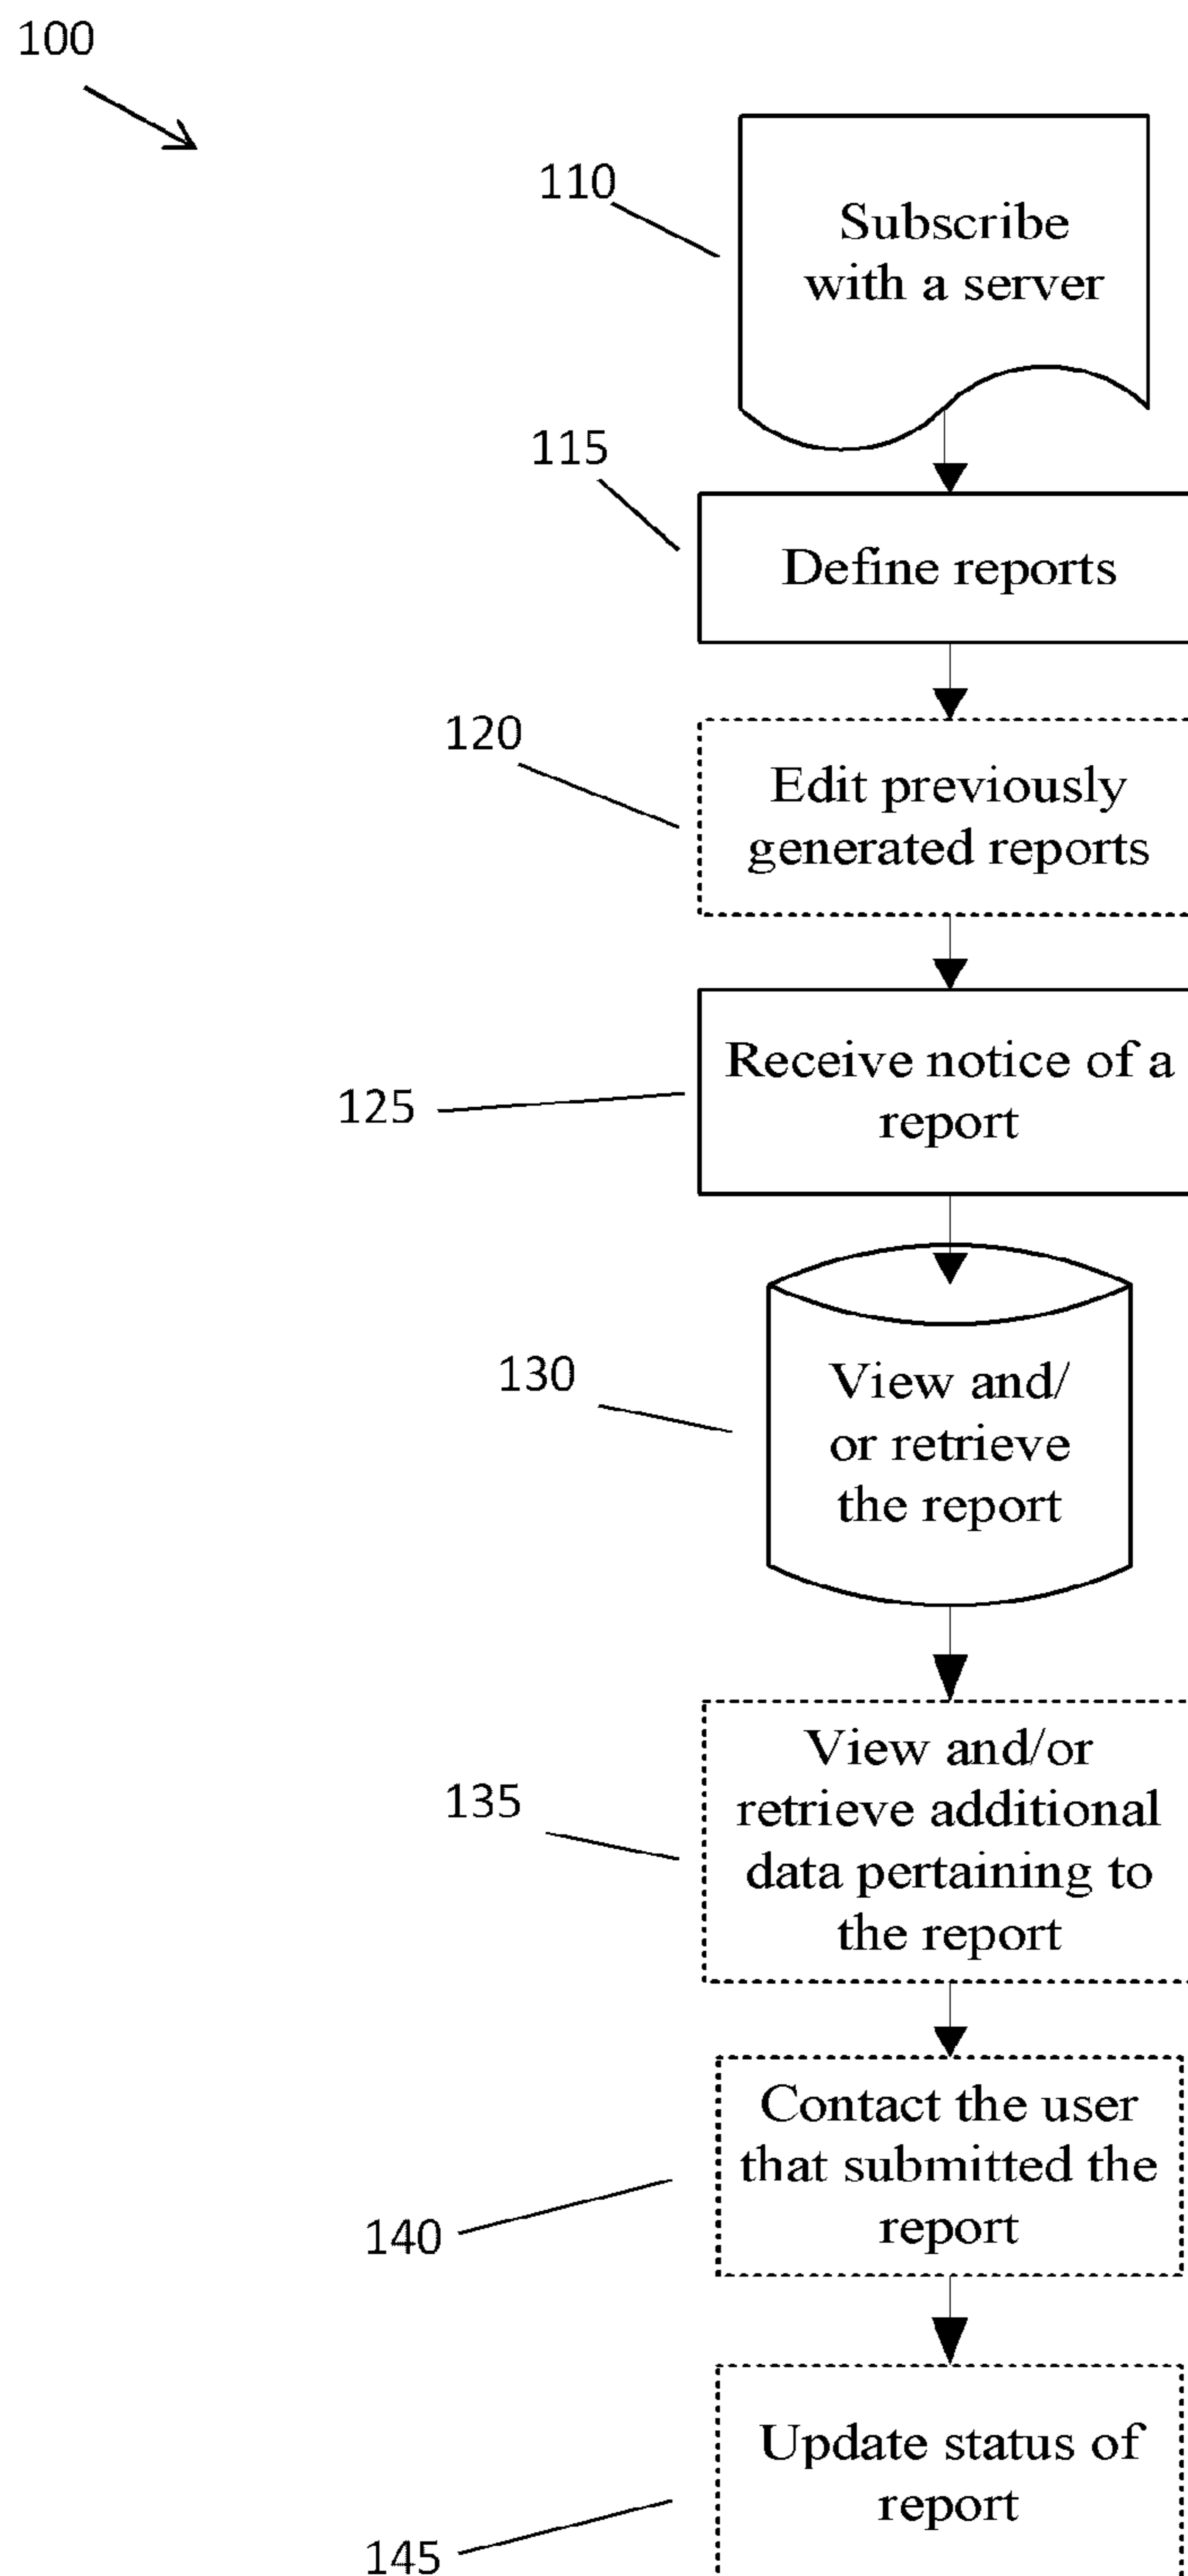 100
110
Subscribe
with a server
115
Define reports
120
Edit previously
generated reports
125
Receive notice of a
report
130
View and/
or retrieve
the report
135
View and/or
retrieve additional
data pertaining to
the report
140
Contact the user
that submitted the
report
145
Update status of
report